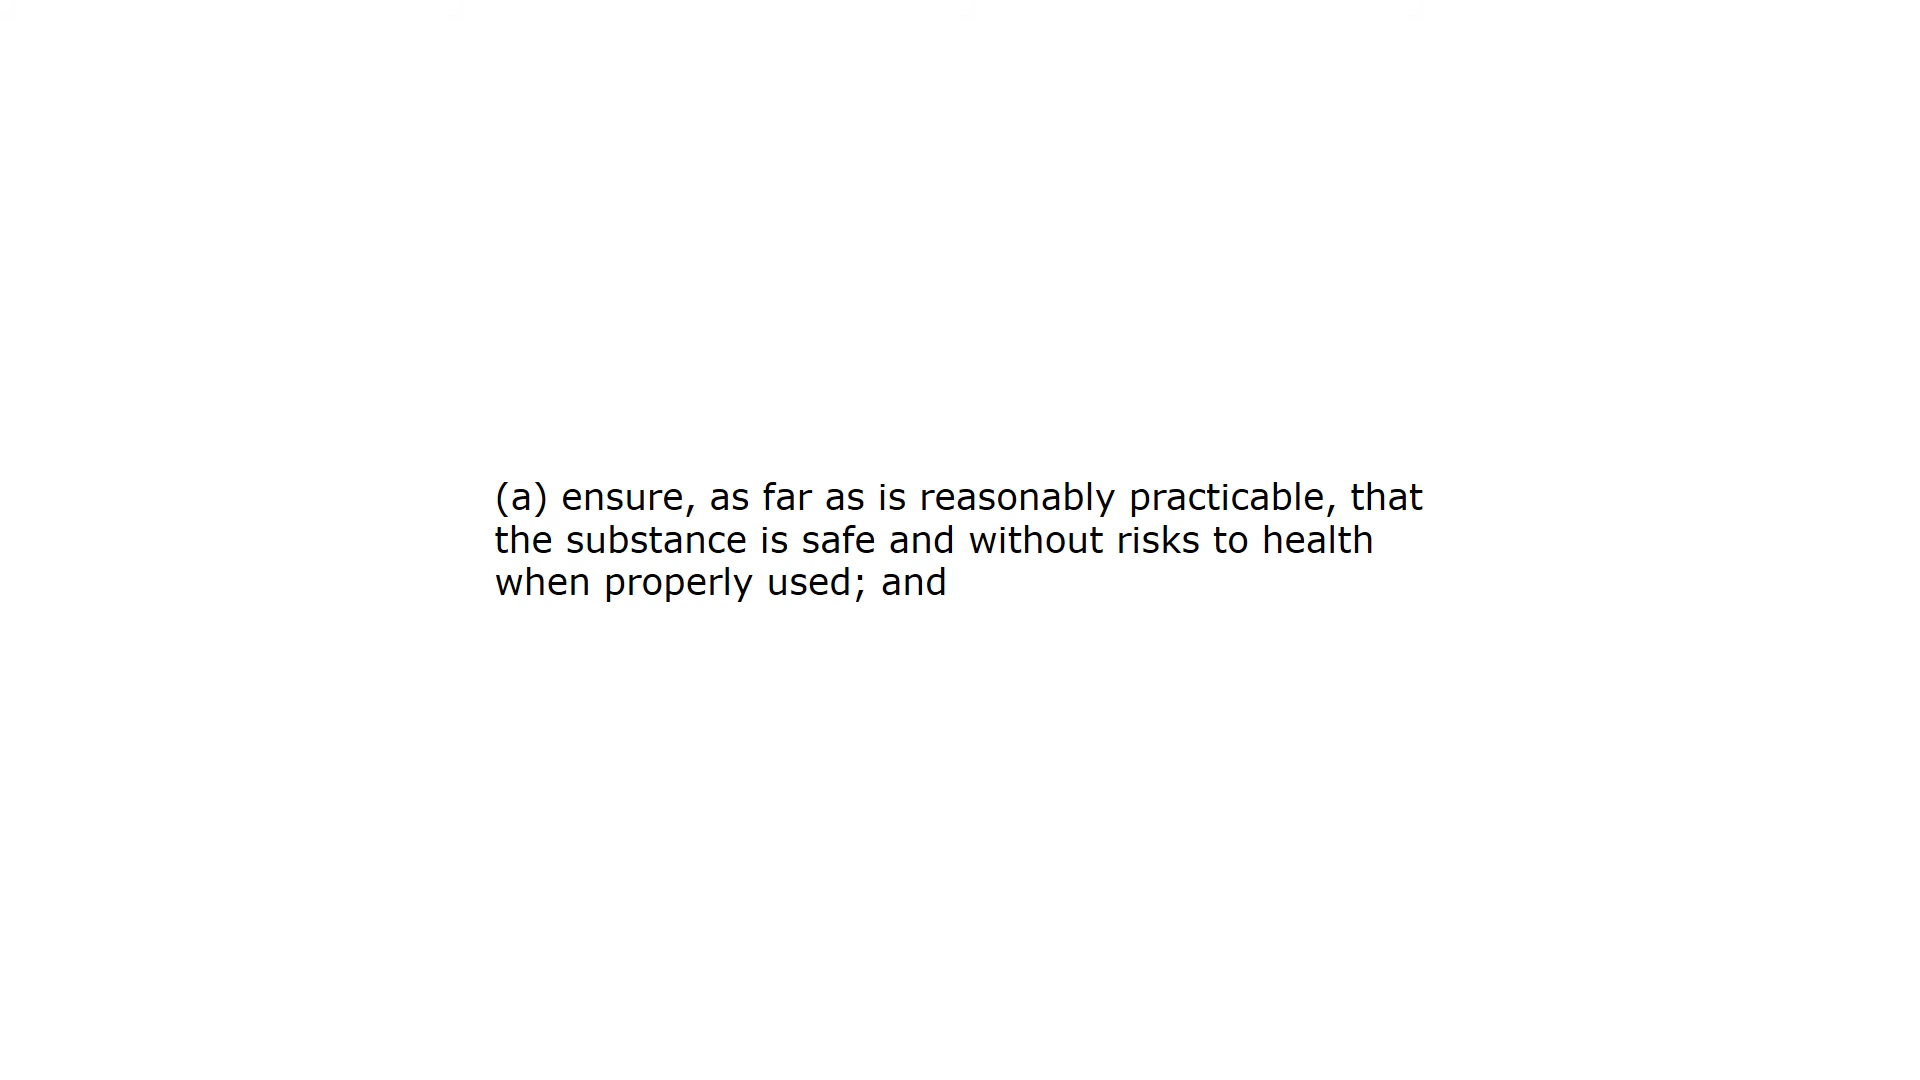 (a) ensure, as far as is reasonably practicable, that
the substance is safe and without risks to health
when properly used; and